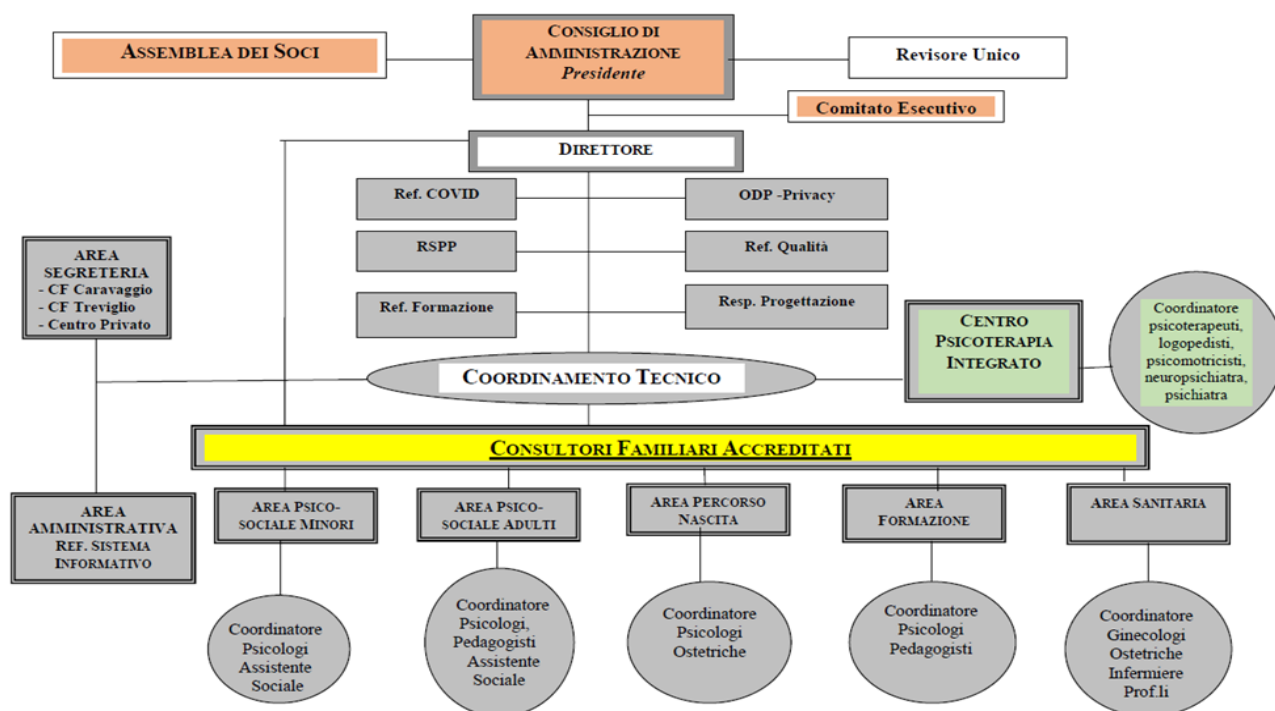 CONSIGLIO DI
AMMINISTRAZIONE
Presidente
ASSEMBLEA DEI SOCI
Revisore Unico
Comitato Esecutivo
DIRETTORE
Ref. COVID
ODP -Privacy
RSPP
Ref. Qualità
Ref. Formazione
Resp. Progettazione
AREA
SEGRETERIA
- CF Caravaggio
- CF Treviglio
- Centro Privato
CENTRO
PSICOTERAPIA
INTEGRATO
Coordinatore
psicoterapeuti,
logopedisti,
psicomotricisti,
neuropsichiatra,
psichiatra
COORDINAMENTO TECNICO
CONSULTORI FAMILIARI ACCREDITATI
AREA
AMMINISTRATIVA
REF. SISTEMA
INFORMATIVO
AREA PSICO-
SOCIALE MINORI
AREA PSICO-
SOCIALE ADULTI
AREA PERCORSO
NASCITA
AREA
FORMAZIONE
AREA SANITARIA
Coordinatore
Psicologi
Assistente
Sociale
Coordinatore
Psicologi,
Pedagogisti
Assistente
Sociale
Coordinatore
Psicologi
Ostetriche
Coordinatore
Psicologi
Pedagogisti
Coordinatore
Ginecologi
Ostetriche
Infermiere
Prof.li